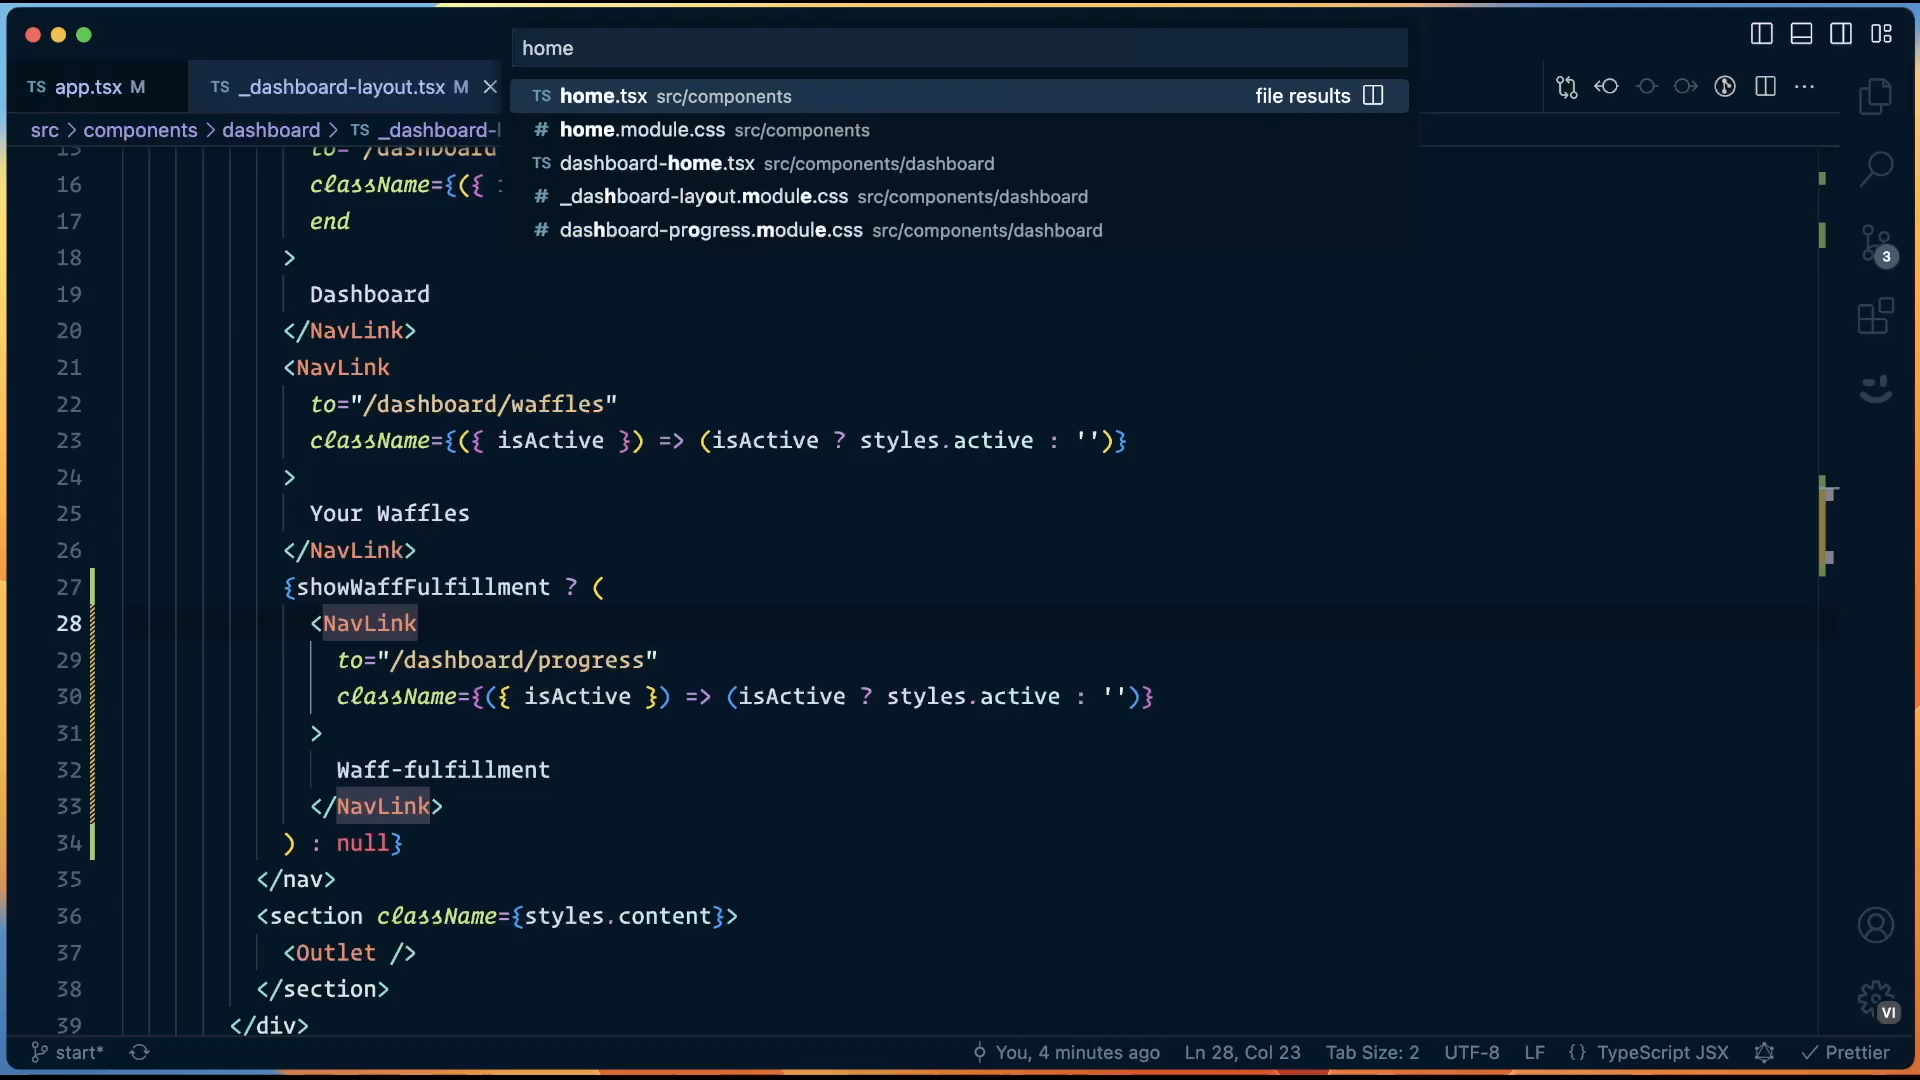 home
TS app.tsx M
TS _dashboard-layout.tsx M
TS home.tsx src/components file results
# home.module.css src/components
TS dashboard-home.tsx src/components/dashboard
# _dashboard-layout.module.css src/components/dashboard
# dashboard-progress.module.css src/components/dashboard
src > components > dashboard > TS _dashboard-l
15 to="/dashboard
16 className={({
17 end
18 >
19 Dashboard
20 </NavLink>
21 <NavLink
22 to="/dashboard/waffles"
23 className={({ isActive }) => (isActive ? styles.active : '')}
24 >
25 Your Waffles
26 </NavLink>
27 {showWaffFulfillment ? (
28 <NavLink
29 to="/dashboard/progress"
30 className={({ isActive }) => (isActive ? styles.active : '')}
31 >
32 Waff-fulfillment
33 </NavLink>
34 ) : null}
35 </nav>
36 <section className={styles.content}>
37 <Outlet />
38 </section>
39 </div>
3
VI
start* You, 4 minutes ago Ln 28, Col 23 Tab Size: 2 UTF-8 LF {} TypeScript JSX Prettier